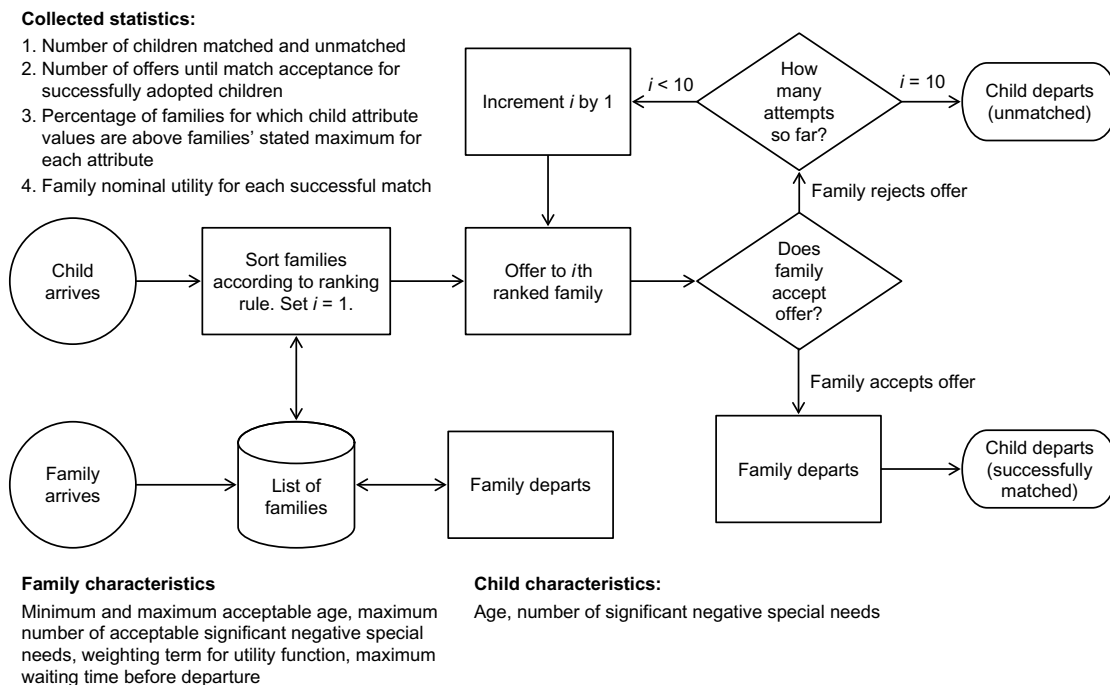 Collected statistics:
1. Number of children matched and unmatched
2. Number of offers until match acceptance for
successfully adopted children
3. Percentage of families for which child attribute
values are above families' stated maximum for
each attribute
4. Family nominal utility for each successful match
Increment i by 1
i < 10
How
many
attempts
so far?
i = 10
Child departs
(unmatched)
Family rejects offer
Child
arrives
Sort families
according to ranking
rule. Set i = 1.
Offer to ith
ranked family
Does
family
accept
offer?
Family accepts offer
Family
arrives
List of
families
Family departs
Family departs
Child departs
(successfully
matched)
Family characteristics
Minimum and maximum acceptable age, maximum
number of acceptable significant negative special
needs, weighting term for utility function, maximum
waiting time before departure
Child characteristics:
Age, number of significant negative special needs